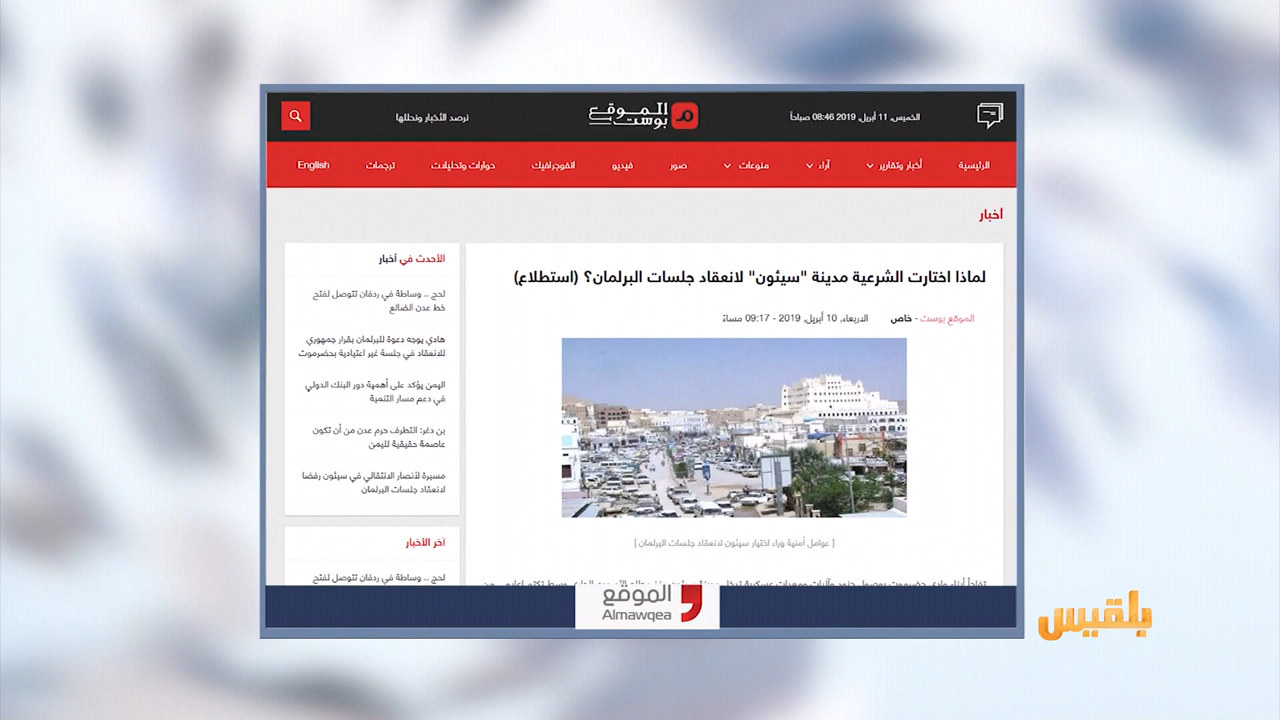 الموقع
بوست
الخميس, 11 أبريل, 2019 08:46 صباحاً
نرصد الأخبار ونحللها
الرئيسية
أخبار وتقارير
آراء
منوعات
صور
فيديو
انفوجرافيك
حوارات وتحليلات
ترجمات
English
أخبار
لماذا اختارت الشرعية مدينة "سيئون" لانعقاد جلسات البرلمان؟ (استطلاع)
الموقع بوست - خاص
الاربعاء, 10 أبريل, 2019 - 09:17 مساءً
[ عوامل أمنية وراء اختيار سيئون لانعقاد جلسات البرلمان ]
الأحدث في أخبار
لحج .. وساطة في ردفان تتوصل لفتح
خط عدن الضالع
هادي يوجه دعوة للبرلمان بقرار جمهوري
للانعقاد في جلسة غير اعتيادية بحضرموت
اليمن يؤكد على أهمية دور البنك الدولي
في دعم مسار التنمية
بن دغر: التطرف حرم عدن من أن تكون
عاصمة حقيقية لليمن
مسيرة لأنصار الانتقالي في سيئون رفضا
لانعقاد جلسات البرلمان
آخر الأخبار
لحج .. وساطة في ردفان تتوصل لفتح
الموقع
Almawqea
بلقيس